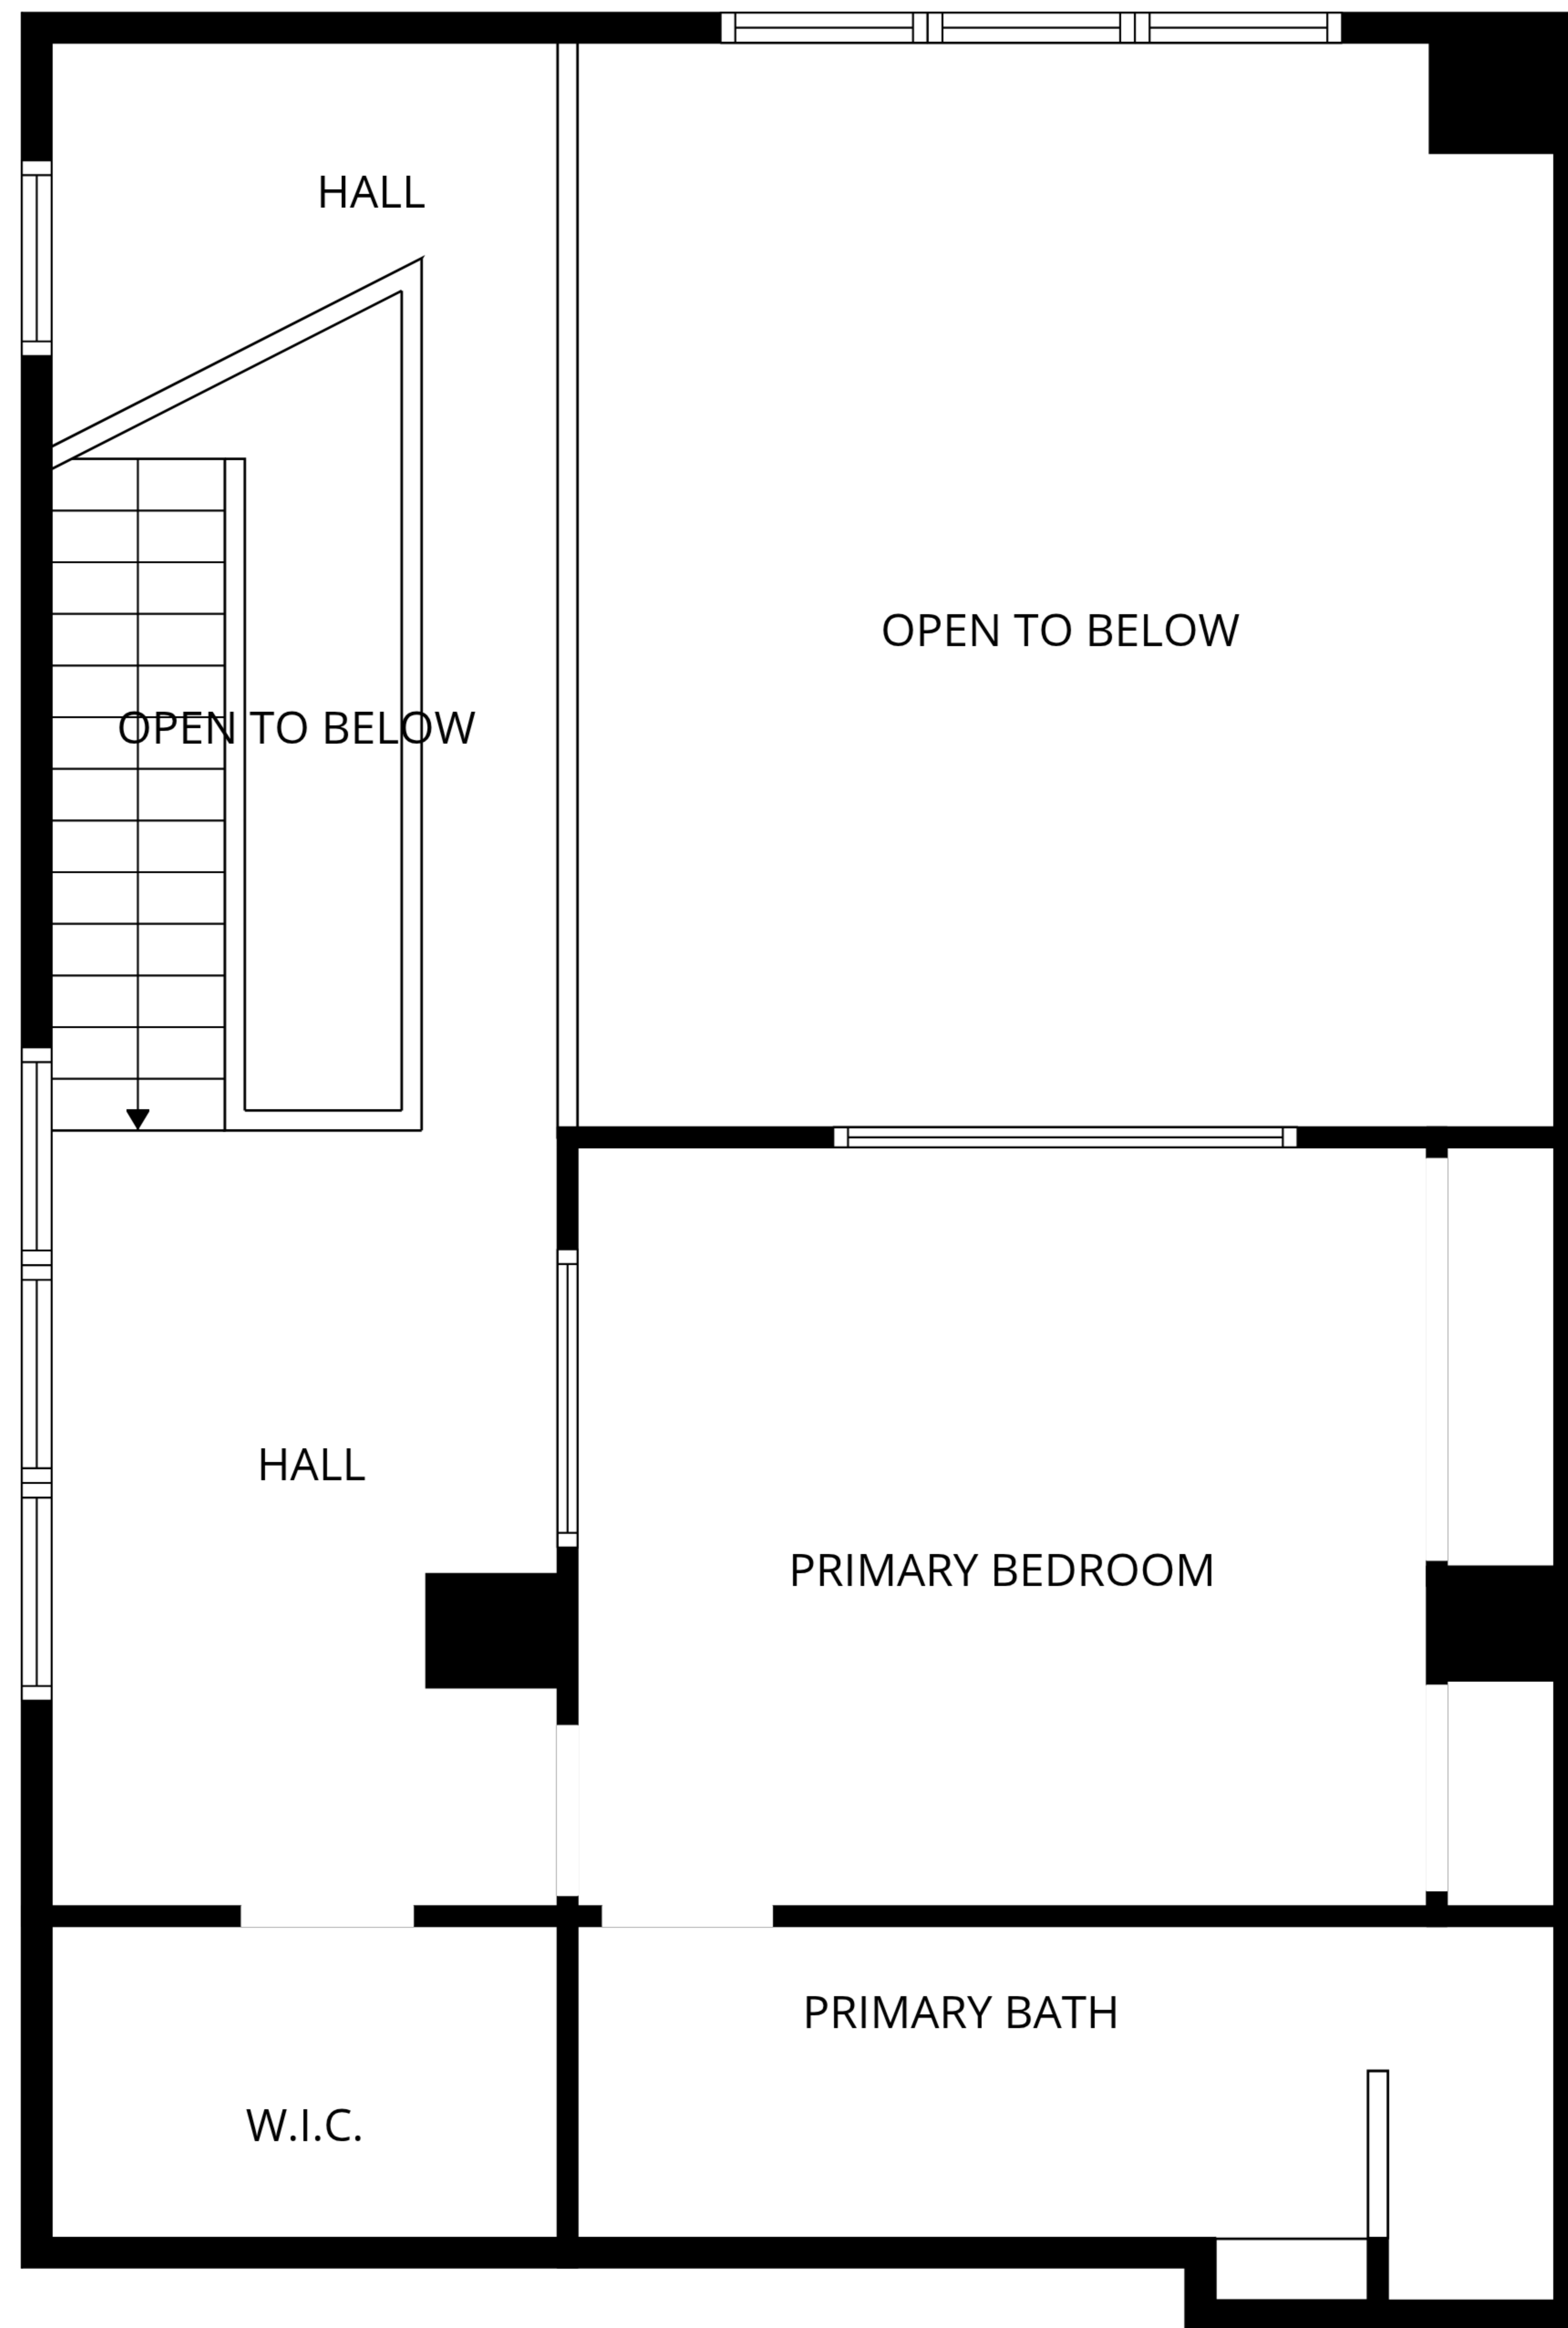 HALL
OPEN TO BELOW
OPEN TO BELOW
HALL
PRIMARY BEDROOM
PRIMARY BATH
W.I.C.